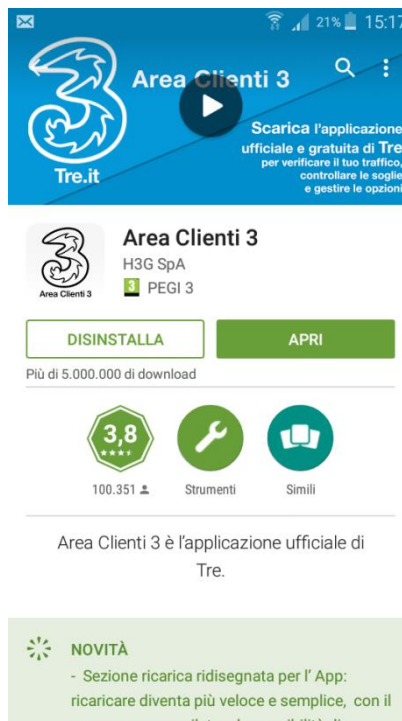 21% 15:17
Area Clienti 3
Scarica l'applicazione
ufficiale e gratuita di Tre
per verificare il tuo traffico,
controllare le soglie
e gestire le opzioni
Tre.it
Area Clienti 3
H3G SpA
3 PEGI 3
Area Clienti 3
DISINSTALLA
APRI
Più di 5.000.000 di download
3,8
100.351
Strumenti
Simili
Area Clienti 3 è l'applicazione ufficiale di
Tre.
NOVITÀ
- Sezione ricarica ridisegnata per l' App:
ricaricare diventa più veloce e semplice, con il